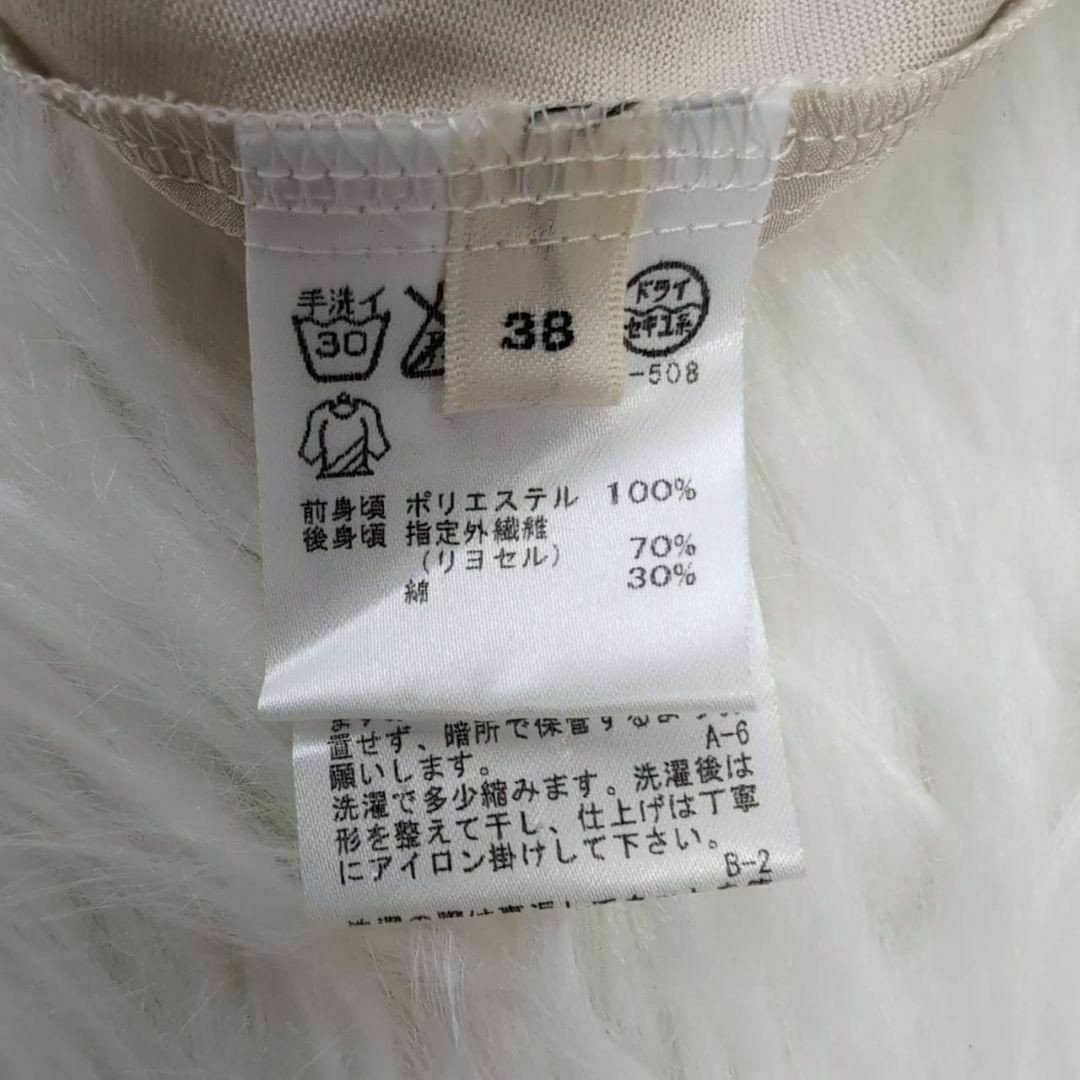 手洗イ
30
38
ドライ
セキユ系
-508
前身頃 ポリエステル 100%
後身頃 指定外繊維
(リヨセル) 70%
綿 30%
置せず、暗所で保管するよう
A-6
願いします。
洗濯で多少縮みます。洗濯後は
形を整えて干し、仕上げは丁寧
にアイロン掛けして下さい。
B-2